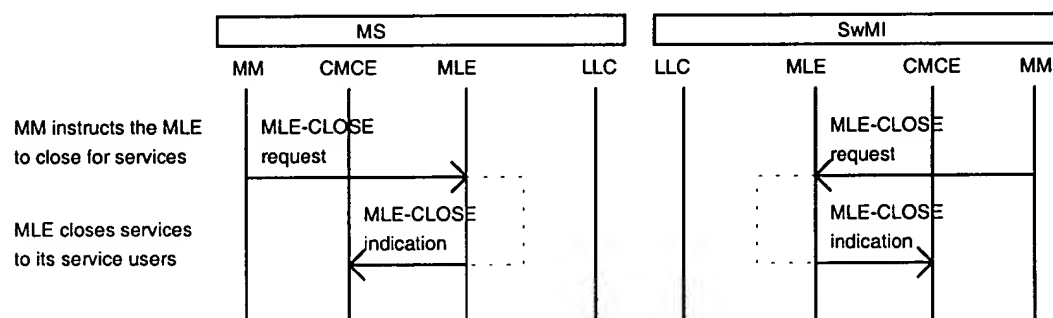 MS
SwMI
MM CMCE MLE LLC LLC MLE CMCE MM
MM instructs the MLE
to close for services
MLE-CLOSE
request
MLE-CLOSE
request
MLE closes services
to its service users
MLE-CLOSE
indication
MLE-CLOSE
indication